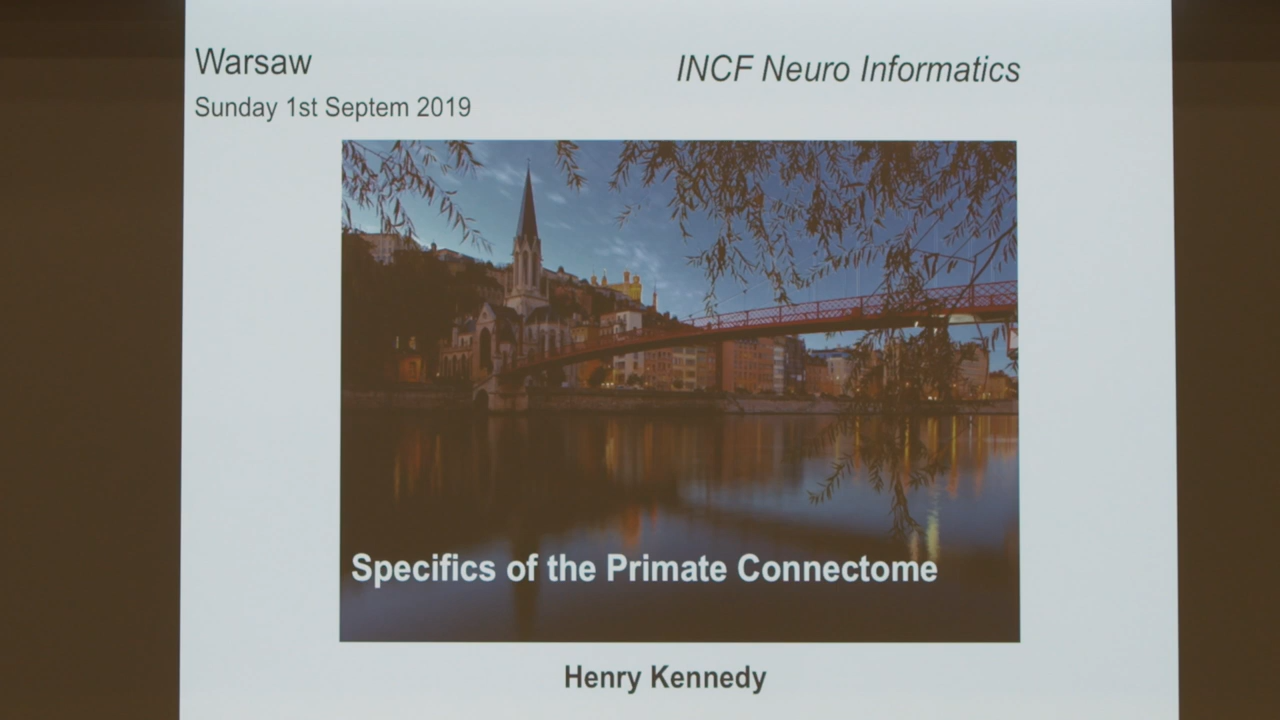 Warsaw
INCF Neuro Informatics
Sunday 1st Septem 2019
Specifics of the Primate Connectome
Henry Kennedy